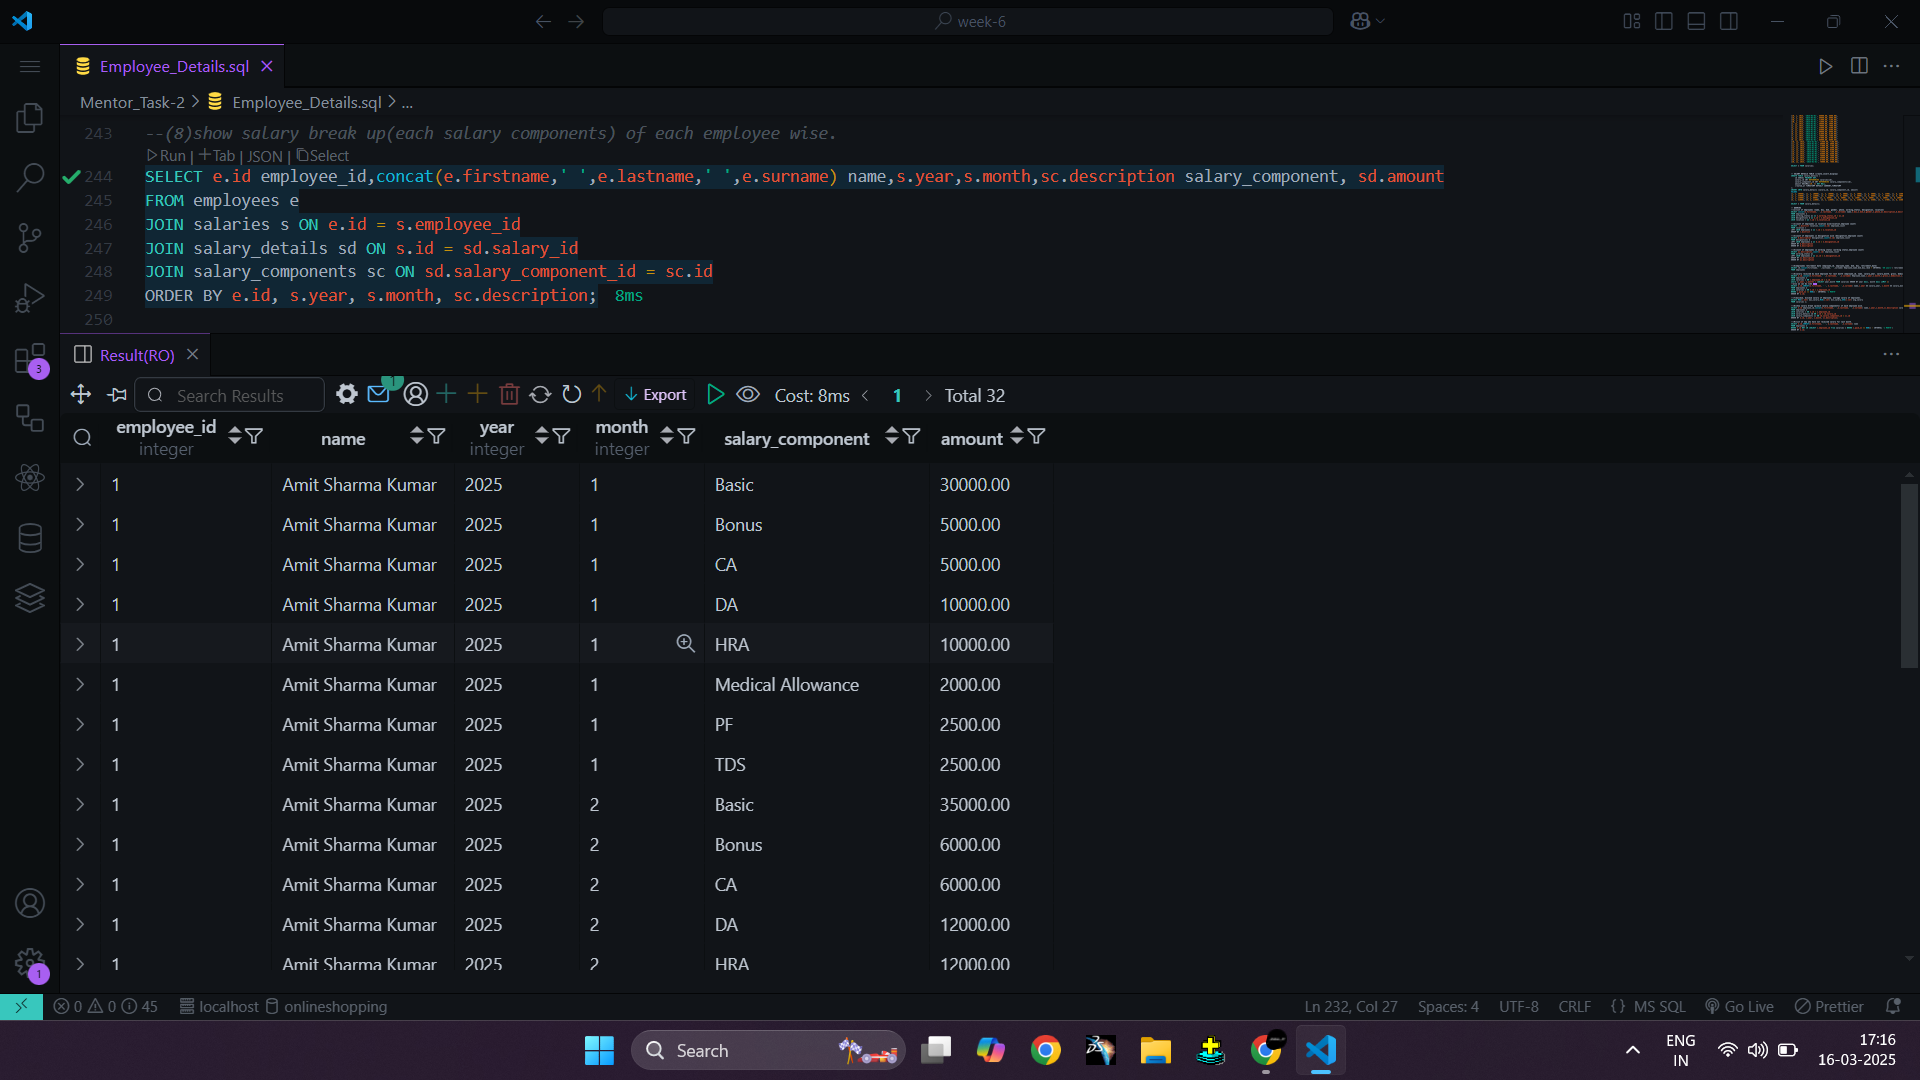 week-6
Employee_Details.sql
Mentor_Task-2 > Employee_Details.sql > ...
243 --(8)show salary break up(each salary components) of each employee wise.
Run | +Tab | JSON | Select
244 SELECT e.id employee_id,concat(e.firstname,' ',e.lastname,' ',e.surname) name,s.year,s.month,sc.description salary_component, sd.amount
245 FROM employees e
246 JOIN salaries s ON e.id = s.employee_id
247 JOIN salary_details sd ON s.id = sd.salary_id
248 JOIN salary_components sc ON sd.salary_component_id = sc.id
249 ORDER BY e.id, s.year, s.month, sc.description; 8ms
250
3
Result(RO)
Search Results 1 Export Cost: 8ms < 1 > Total 32
employee_id name year month salary_component amount
integer integer integer
1 Amit Sharma Kumar 2025 1 Basic 30000.00
1 Amit Sharma Kumar 2025 1 Bonus 5000.00
1 Amit Sharma Kumar 2025 1 CA 5000.00
1 Amit Sharma Kumar 2025 1 DA 10000.00
1 Amit Sharma Kumar 2025 1 HRA 10000.00
1 Amit Sharma Kumar 2025 1 Medical Allowance 2000.00
1 Amit Sharma Kumar 2025 1 PF 2500.00
1 Amit Sharma Kumar 2025 1 TDS 2500.00
1 Amit Sharma Kumar 2025 2 Basic 35000.00
1 Amit Sharma Kumar 2025 2 Bonus 6000.00
1 Amit Sharma Kumar 2025 2 CA 6000.00
1 Amit Sharma Kumar 2025 2 DA 12000.00
1 Amit Sharma Kumar 2025 2 HRA 12000.00
1
0 0 45 localhost onlineshopping Ln 232, Col 27 Spaces: 4 UTF-8 CRLF {} MS SQL Go Live Prettier
Search ENG 17:16
IN 16-03-2025